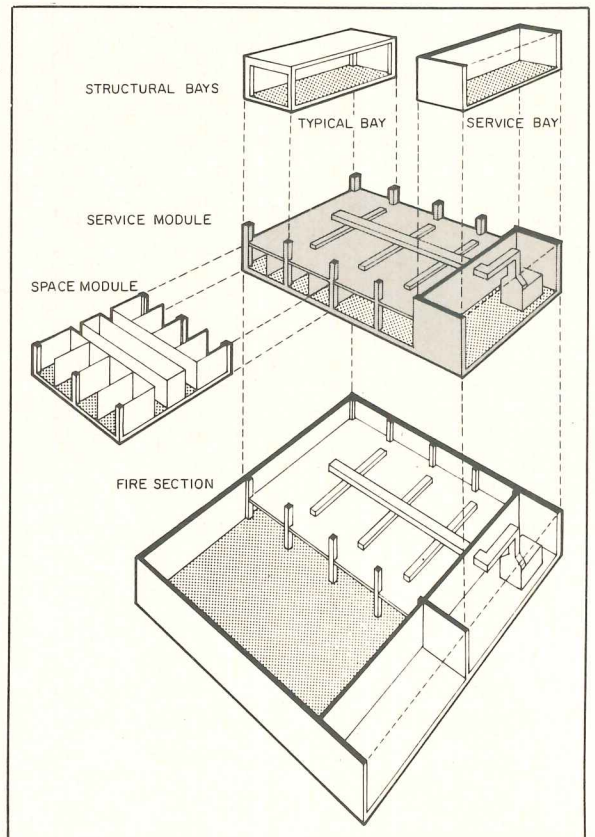 STRUCTURAL BAYS
TYPICAL BAY
SERVICE BAY
SERVICE MODULE
SPACE MODULE
FIRE SECTION